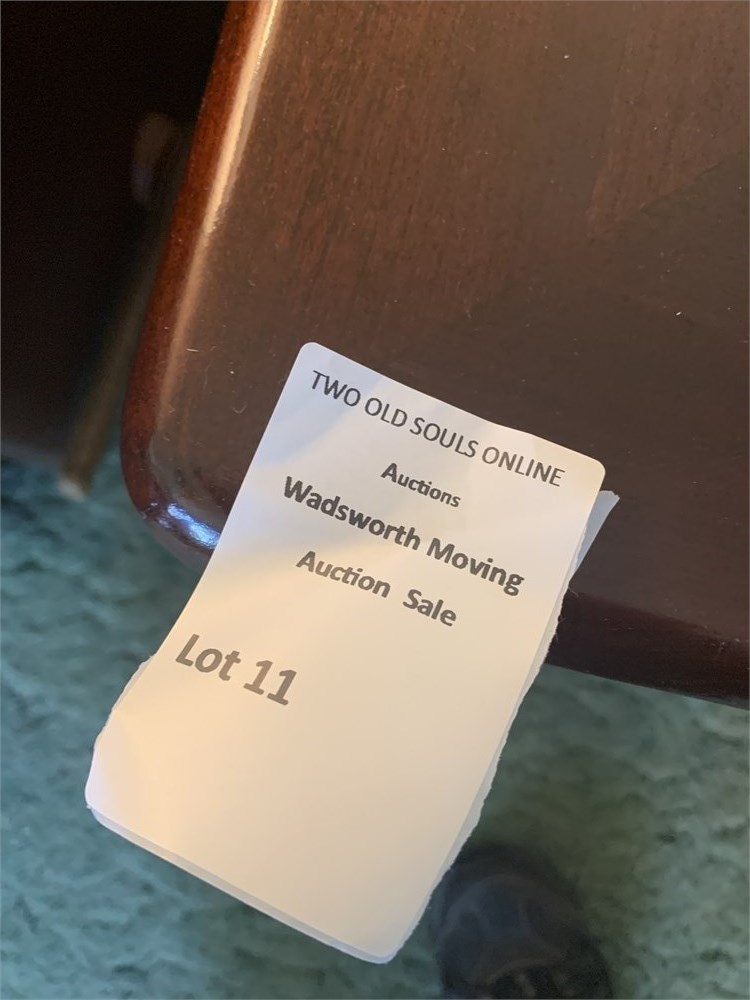 TWO OLD SOULS ONLINE
Auctions
Wadsworth Moving
Auction Sale
Lot 11